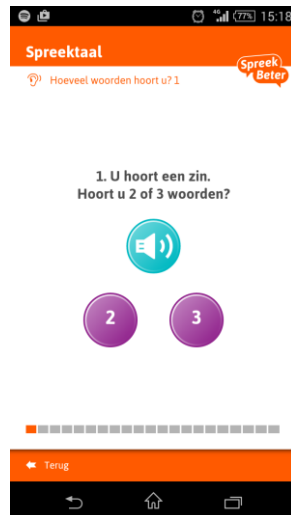 4G 77% 15:18
Spreektaal
Spreek
Beter
Hoeveel woorden hoort u? 1
1. U hoort een zin.
Hoort u 2 of 3 woorden?
2 3
Terug